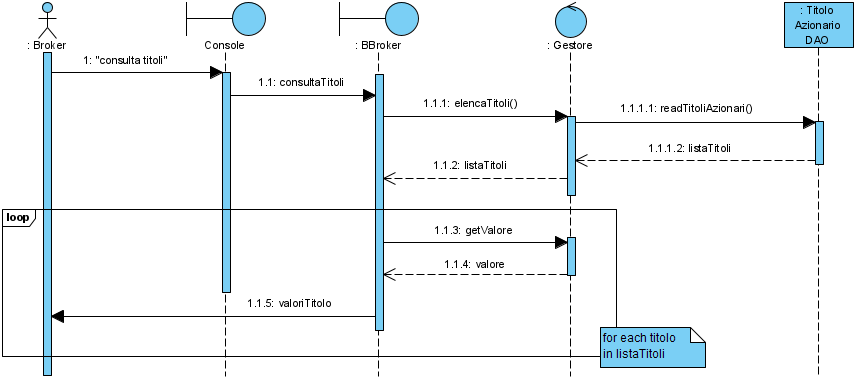 : Broker
Console
: BBroker
: Gestore
: Titolo
Azionario
DAO
1: "consulta titoli"
1.1: consultaTitoli
1.1.1: elencaTitoli()
1.1.1.1: readTitoliAzionari()
1.1.1.2: listaTitoli
1.1.2: listaTitoli
loop
1.1.3: getValore
1.1.4: valore
1.1.5: valoriTitolo
for each titolo
in listaTitoli